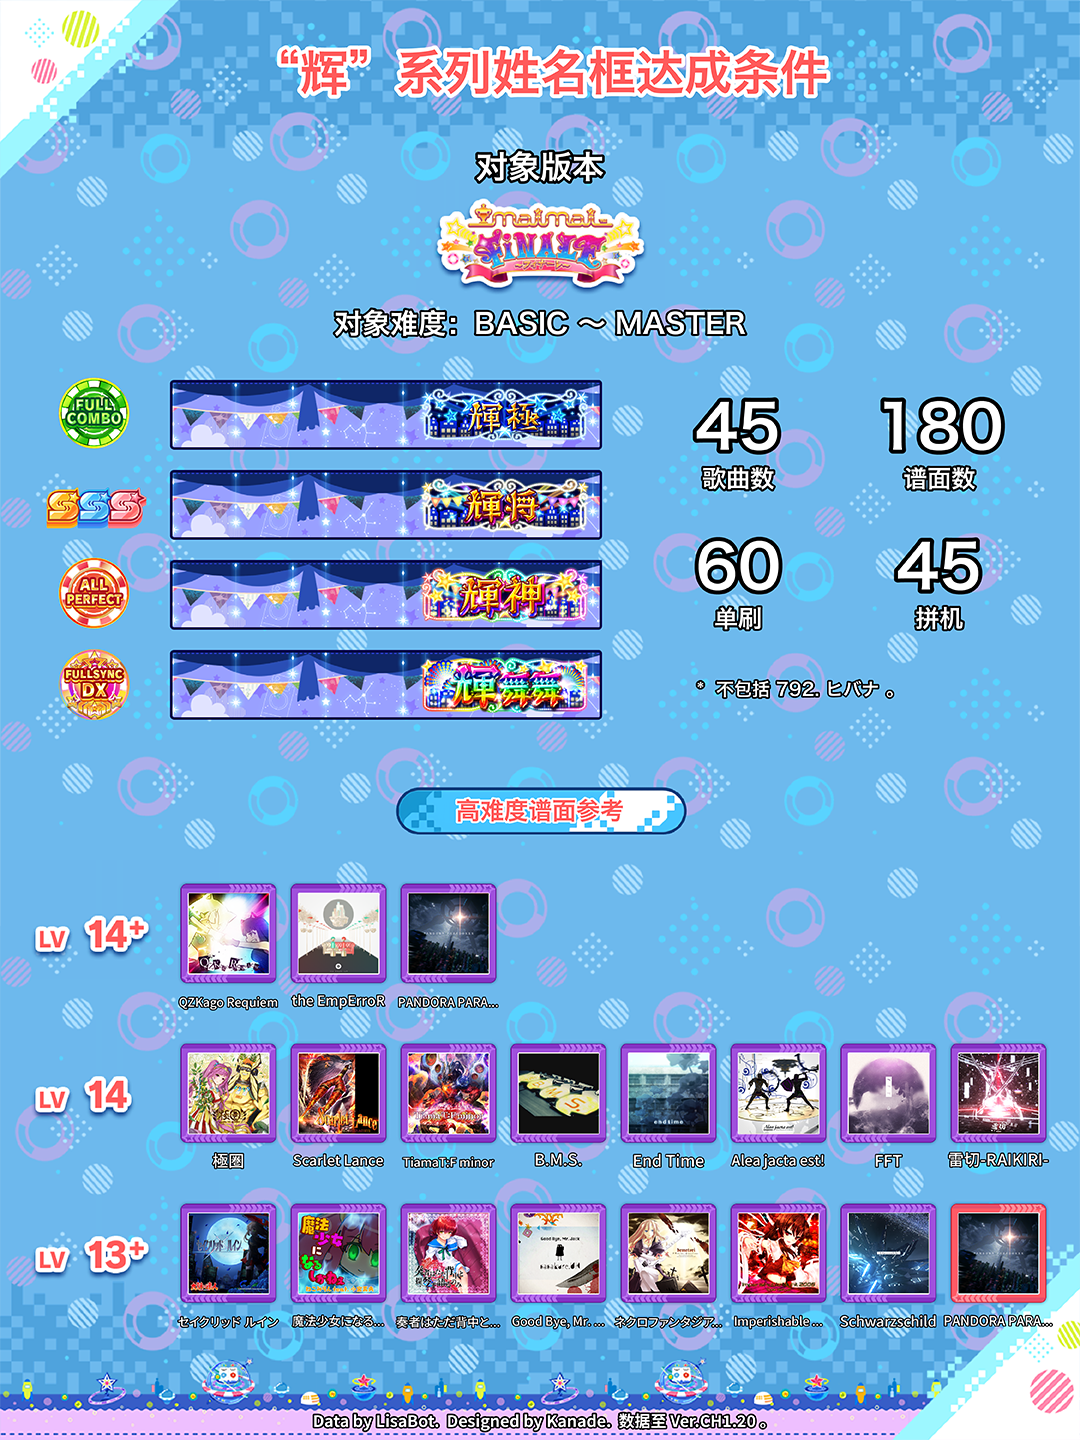 “辉”系列姓名框达成条件
对象版本
maimai
FiNALE
对象难度：BASIC ～ MASTER
FULL COMBO
輝極
45
歌曲数
180
谱面数
SSS
輝将
ALL PERFECT
輝神
60
单刷
45
拼机
FULLSYNC DX
輝舞舞
* 不包括 792. ヒバナ 。
高难度谱面参考
LV 14+
QZKago Requiem
the EmpErroR
PANDORA PARA...
LV 14
極圏
Scarlet Lance
TiamaT:F minor
B.M.S.
End Time
Alea jacta est!
FFT
雷切-RAIKIRI-
LV 13+
セイクリッド ルイン
魔法少女になる...
奏者はただ背中と...
Good Bye, Mr. ...
ネクロファンタジア...
Imperishable ...
Schwarzschild
PANDORA PARA...
Data by LisaBot. Designed by Kanade. 数据至 Ver.CH1.20 。